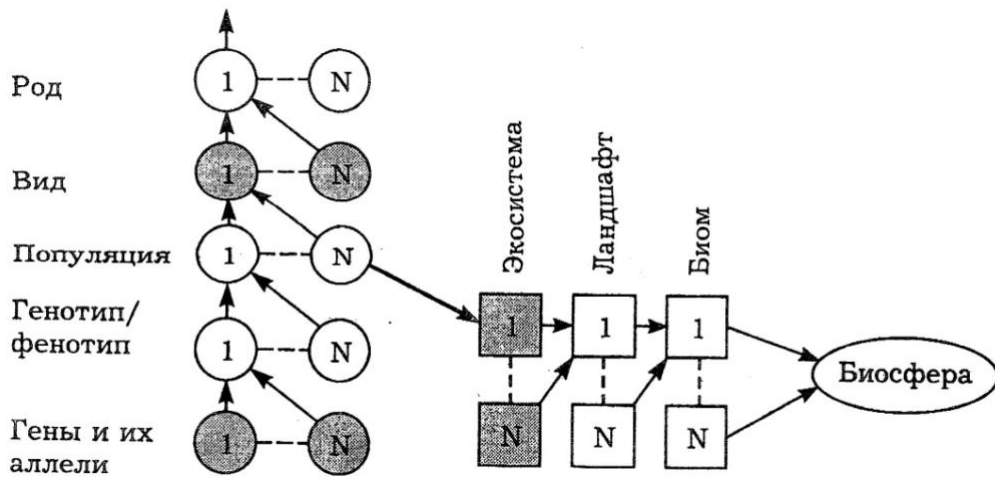 Род
1
N
Вид
1
N
Популяция
1
N
Генотип/
фенотип
1
N
Гены и их
аллели
1
N
Экосистема
Ландшафт
Биом
1
1
1
N
N
N
Биосфера